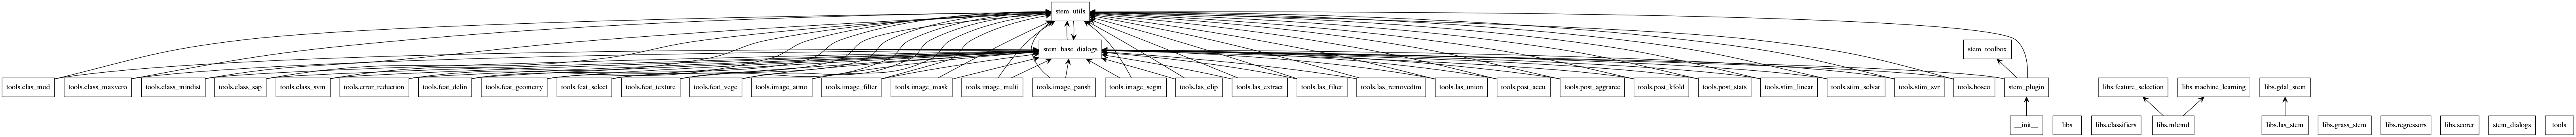 stem_utils
stem_base_dialogs
stem_toolbox
tools.clas_mod
tools.class_maxvero
tools.class_mindist
tools.class_sap
tools.class_svm
tools.error_reduction
tools.feat_delin
tools.feat_geometry
tools.feat_select
tools.feat_texture
tools.feat_vege
tools.image_atmo
tools.image_filter
tools.image_mask
tools.image_multi
tools.image_pansh
tools.image_segm
tools.las_clip
tools.las_extract
tools.las_filter
tools.las_removedtm
tools.las_union
tools.post_accu
tools.post_aggraree
tools.post_kfold
tools.post_stats
tools.stim_linear
tools.stim_selvar
tools.stim_svr
tools.bosco
stem_plugin
libs.feature_selection
libs.machine_learning
libs.gdal_stem
__init__
libs
libs.classifiers
libs.mlcmd
libs.las_stem
libs.grass_stem
libs.regressors
libs.scorer
stem_dialogs
tools